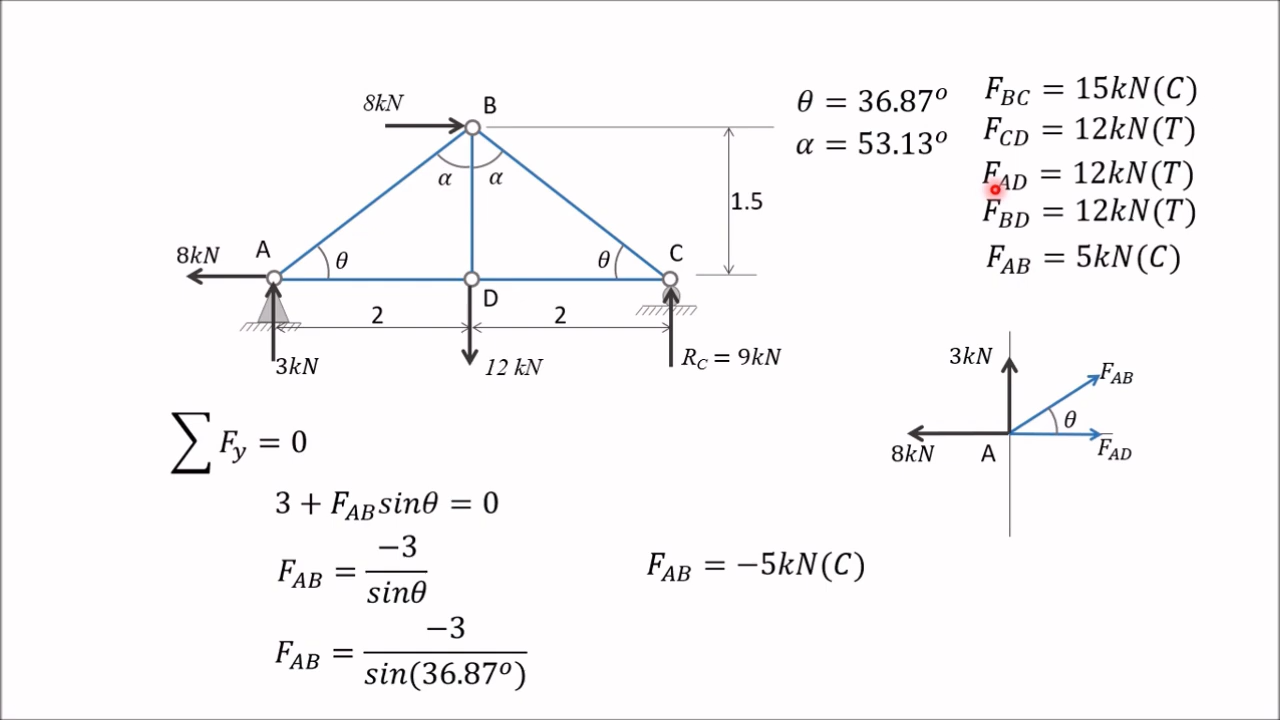 8kN
B
α α
1.5
8kN
A
θ
θ
C
D
2
2
3kN
12 kN
R_C = 9kN
θ = 36.87°
α = 53.13°
F_BC = 15kN(C)
F_CD = 12kN(T)
F_AD = 12kN(T)
F_BD = 12kN(T)
F_AB = 5kN(C)
3kN
F_AB
θ
8kN
A
F_AD
∑ F_y = 0
3 + F_AB sinθ = 0
F_AB = −3 / sinθ
F_AB = −5kN(C)
F_AB = −3 / sin(36.87°)